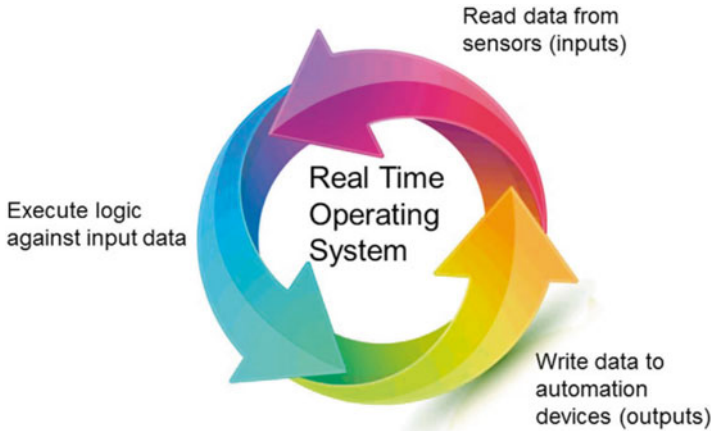 Read data from
sensors (inputs)
Real Time
Operating
System
Execute logic
against input data
Write data to
automation
devices (outputs)